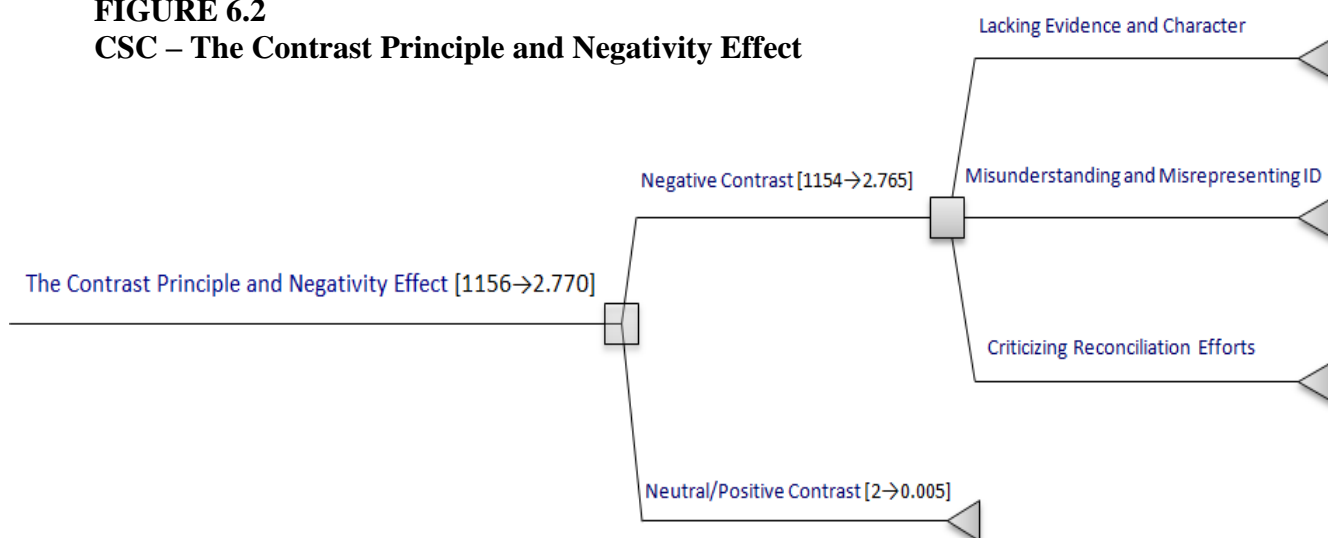 FIGURE 6.2
CSC – The Contrast Principle and Negativity Effect
Lacking Evidence and Character
Misunderstanding and Misrepresenting ID
Negative Contrast [1154→2.765]
The Contrast Principle and Negativity Effect [1156→2.770]
Criticizing Reconciliation Efforts
Neutral/Positive Contrast [2→0.005]